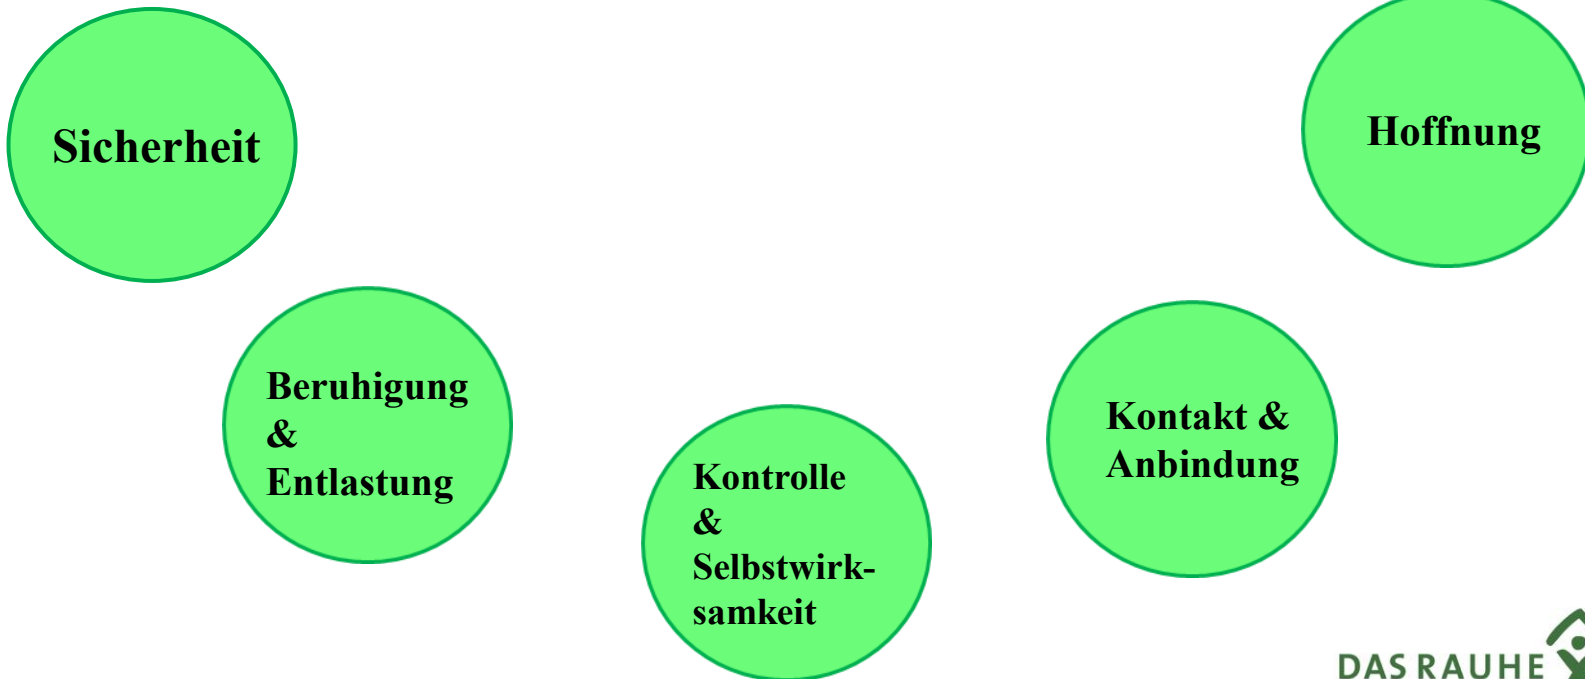 Sicherheit
Beruhigung
&
Entlastung
Kontrolle
&
Selbstwirk-
samkeit
Kontakt &
Anbindung
Hoffnung
DAS RAUHE